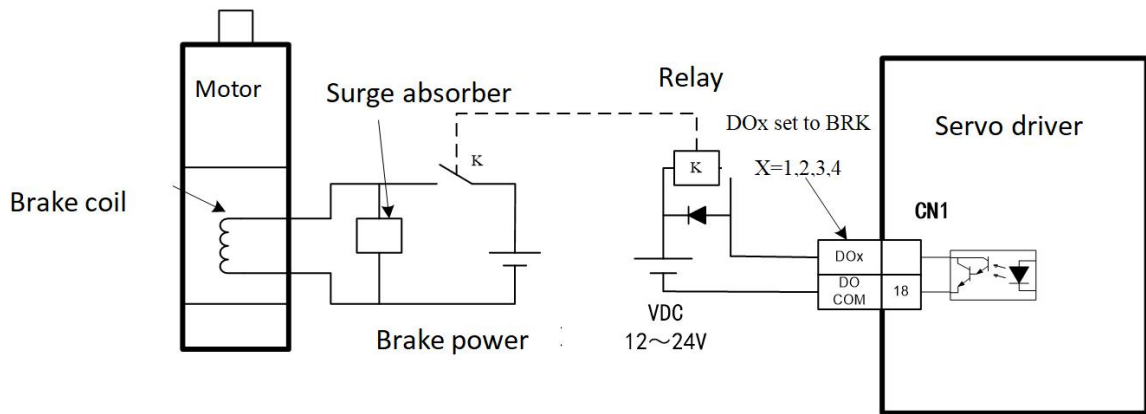 Motor
Surge absorber
Relay
DOx set to BRK
X=1,2,3,4
Servo driver
Brake coil
K
K
CN1
DOx
DO
COM
18
VDC
12～24V
Brake power
: